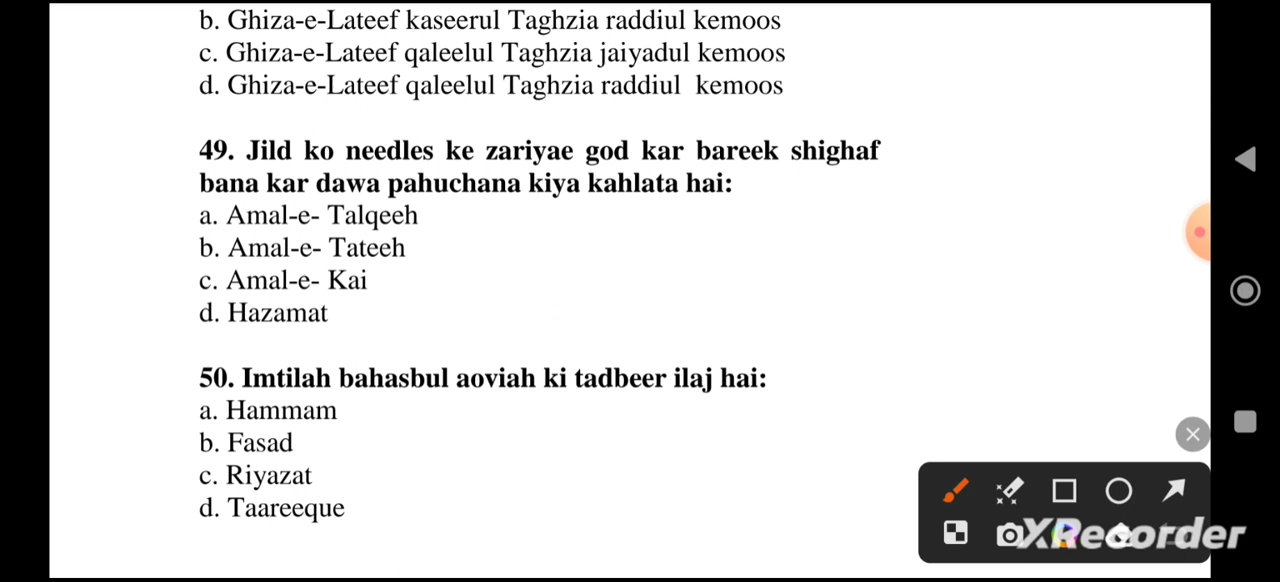 b. Ghiza-e-Lateef kaseerul Taghzia raddiul kemoos
c. Ghiza-e-Lateef qaleelul Taghzia jaiyadul kemoos
d. Ghiza-e-Lateef qaleelul Taghzia raddiul kemoos
49. Jild ko needles ke zariyae god kar bareek shighaf
bana kar dawa pahuchana kiya kahlata hai:
a. Amal-e- Talqeeh
b. Amal-e- Tateeh
c. Amal-e- Kai
d. Hazamat
50. Imtilah bahasbul aoviah ki tadbeer ilaj hai:
a. Hammam
b. Fasad
c. Riyazat
d. Taareeque
XRecorder